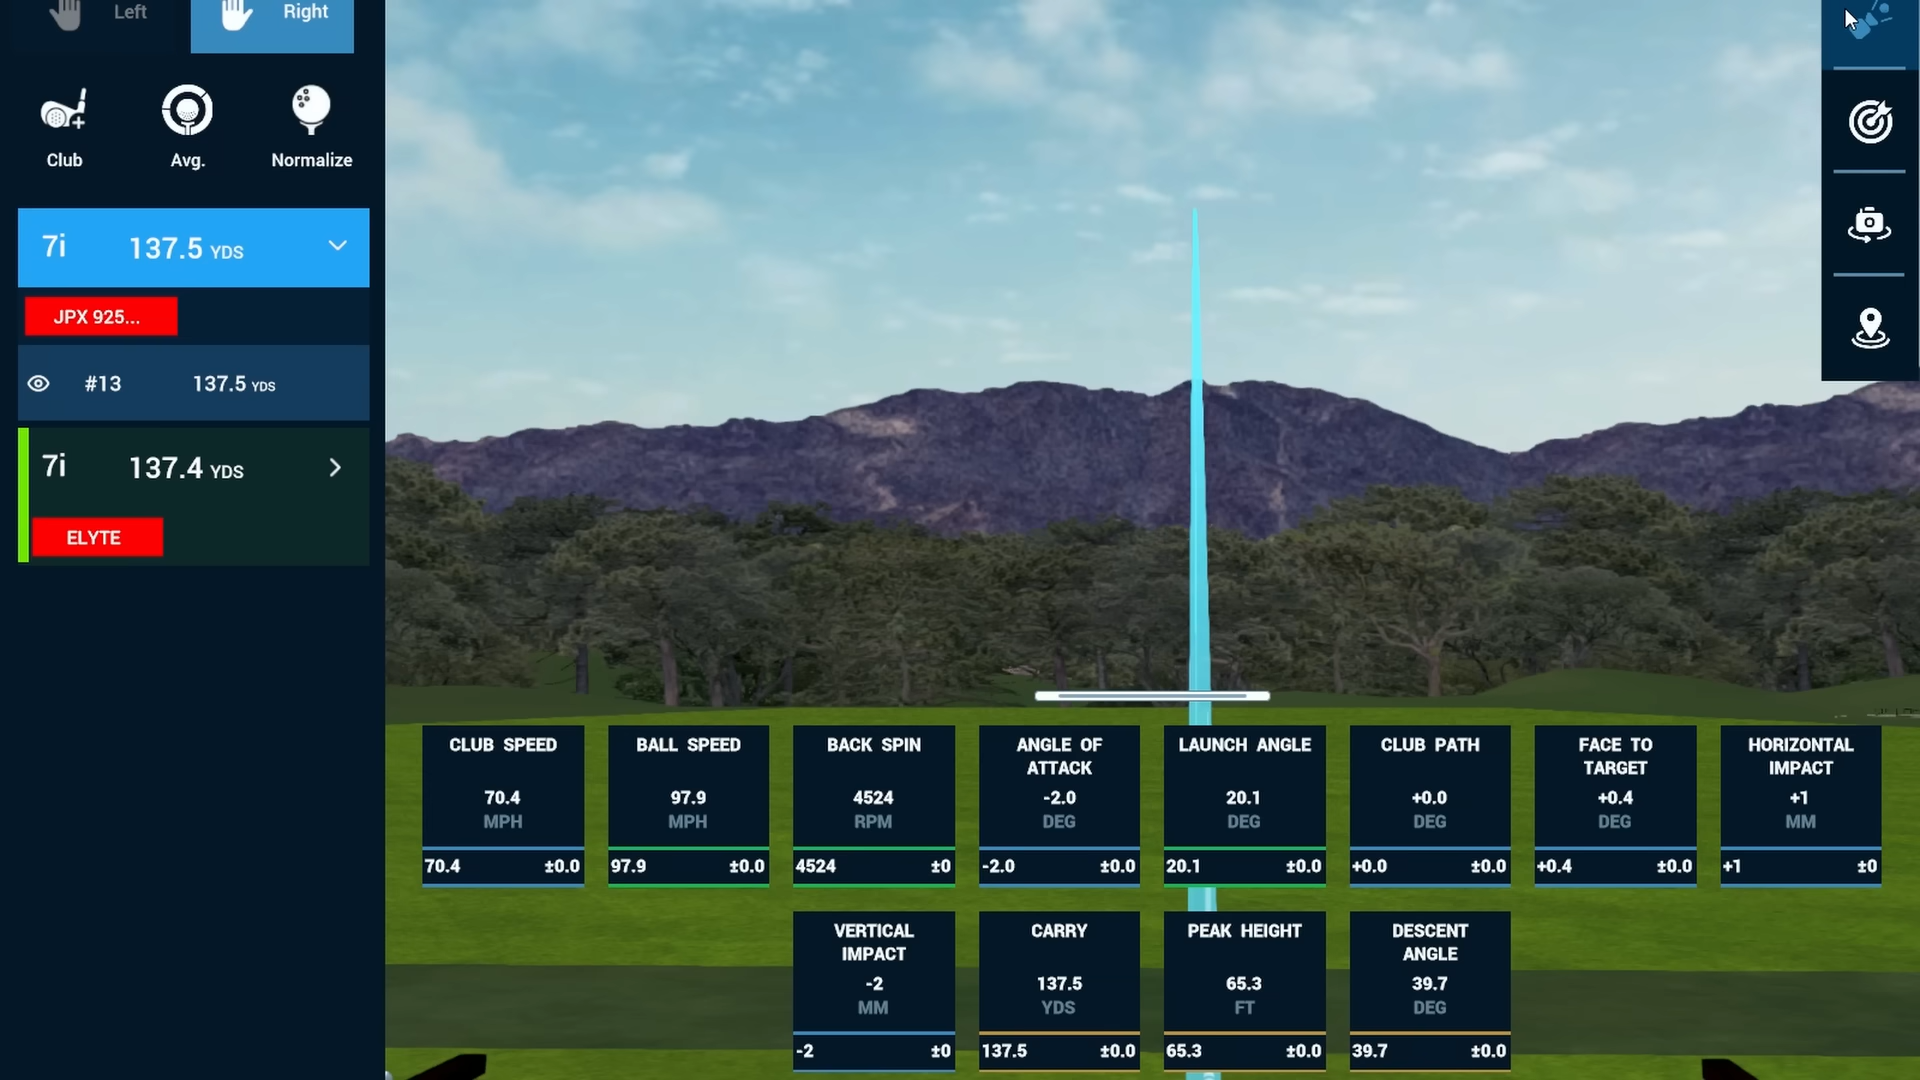 Left
Right
Club
Avg.
Normalize
7i
137.5 YDS
JPX 925...
#13
137.5 YDS
7i
137.4 YDS
ELYTE
CLUB SPEED
70.4
MPH
70.4 ±0.0
BALL SPEED
97.9
MPH
97.9 ±0.0
BACK SPIN
4524
RPM
4524 ±0
ANGLE OF
ATTACK
-2.0
DEG
-2.0 ±0.0
LAUNCH ANGLE
20.1
DEG
20.1 ±0.0
CLUB PATH
+0.0
DEG
+0.0 ±0.0
FACE TO
TARGET
+0.4
DEG
+0.4 ±0.0
HORIZONTAL
IMPACT
+1
MM
+1 ±0
VERTICAL
IMPACT
-2
MM
-2 ±0
CARRY
137.5
YDS
137.5 ±0.0
PEAK HEIGHT
65.3
FT
65.3 ±0.0
DESCENT
ANGLE
39.7
DEG
39.7 ±0.0